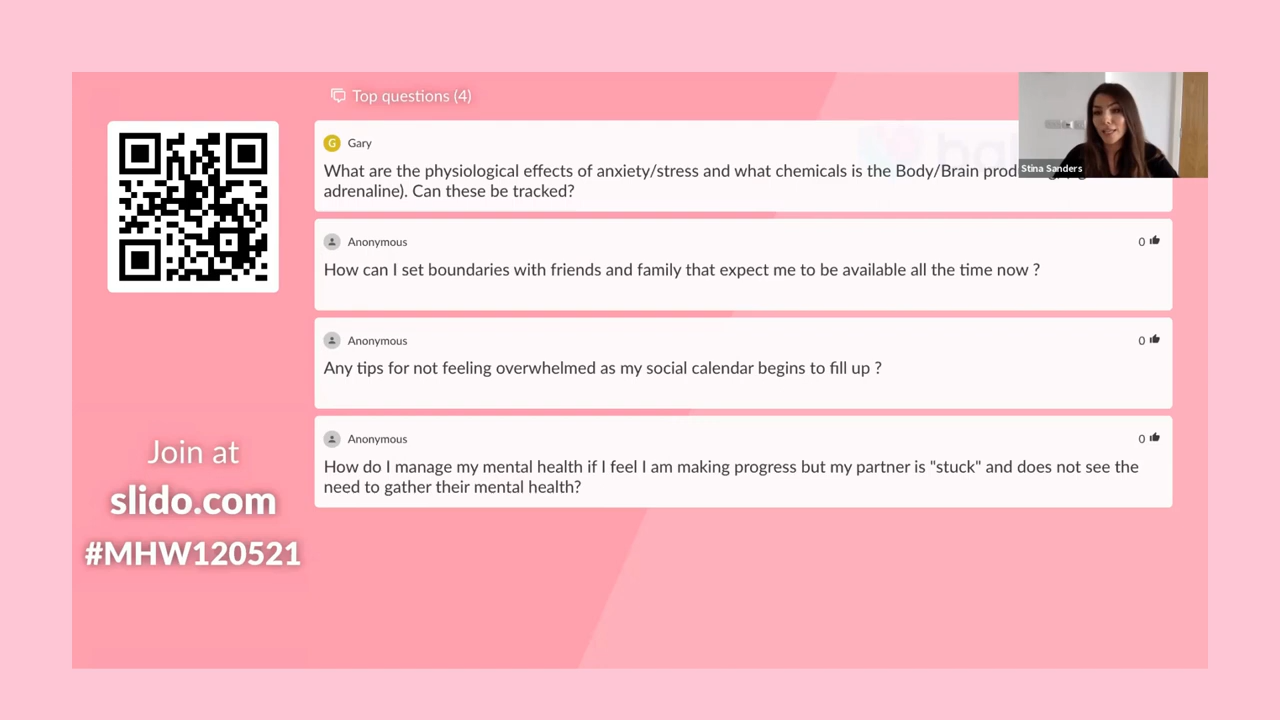 Top questions (4)
G
Gary
What are the physiological effects of anxiety/stress and what chemicals is the Body/Brain
adrenaline). Can these be tracked?
Stina Sanders
Anonymous
0
How can I set boundaries with friends and family that expect me to be available all the time now ?
Anonymous
0
Any tips for not feeling overwhelmed as my social calendar begins to fill up ?
Anonymous
0
How do I manage my mental health if I feel I am making progress but my partner is "stuck" and does not see the
need to gather their mental health?
Join at
slido.com
#MHW120521